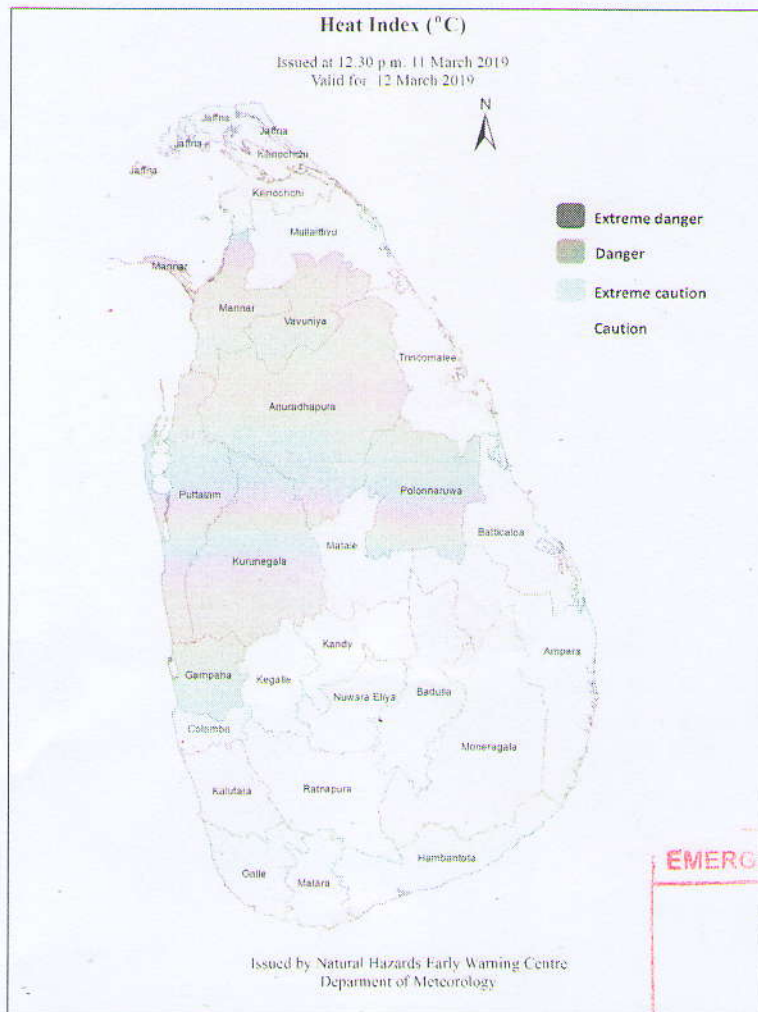 Heat Index (°C)
Issued at 12.30 p.m. 11 March 2019
Valid for 12 March 2019
N
Jaffna
Jaffna
Jaffna
Kilinochchi
Jaffna
Kilinochchi
Mullaittivu
Extreme danger
Danger
Mannar
Extreme caution
Mannar
Vavuniya
Caution
Trincomalee
Anuradhapura
Puttalam
Polonnaruwa
Batticaloa
Matale
Kurunegala
Kandy
Ampara
Gampaha
Kegalle
Nuwara Eliya
Badulla
Colombo
Moneragala
Kalutara
Ratnapura
Hambantota
EMERG
Galle
Matara
Issued by Natural Hazards Early Warning Centre
Deparment of Meteorology